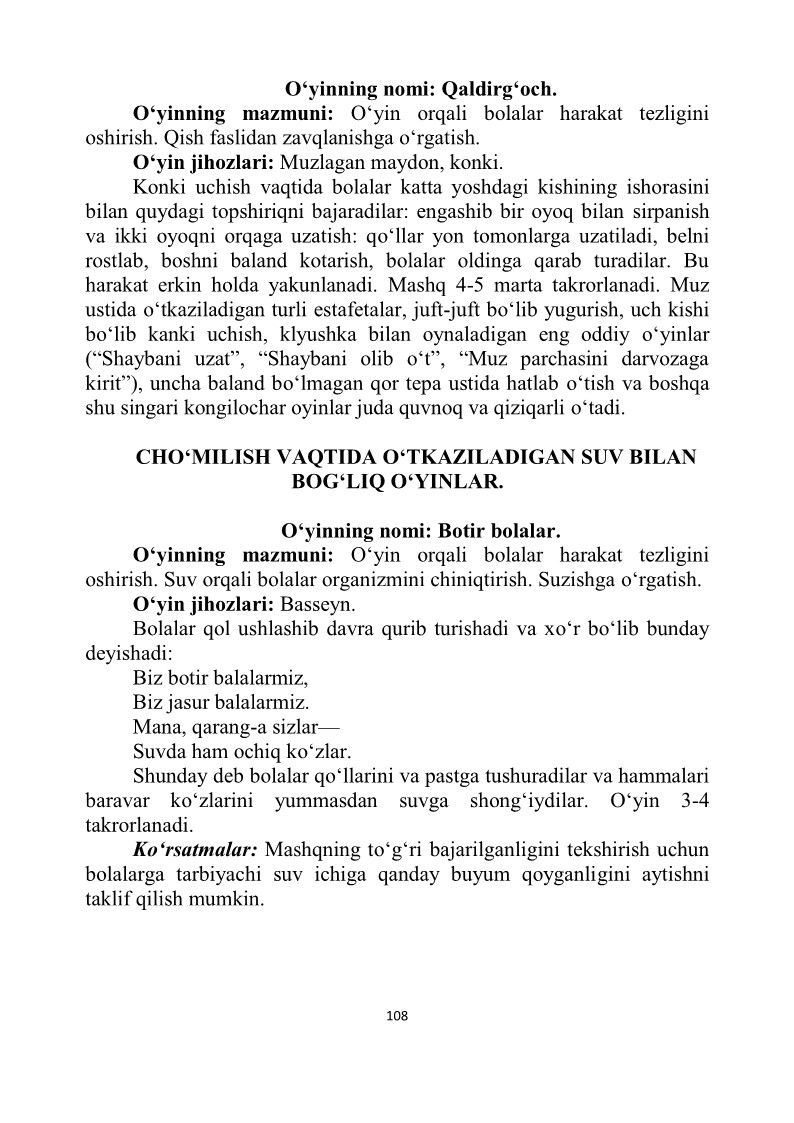 O‘yinning nomi: Qaldirg‘och.
O‘yinning mazmuni: O‘yin orqali bolalar harakat tezligini
oshirish. Qish faslidan zavqlanishga o‘rgatish.
O‘yin jihozlari: Muzlagan maydon, konki.
Konki uchish vaqtida bolalar katta yoshdagi kishining ishorasini
bilan quydagi topshiriqni bajaradilar: engashib bir oyoq bilan sirpanish
va ikki oyoqni orqaga uzatish: qo‘llar yon tomonlarga uzatiladi, belni
rostlab, boshni baland kotarish, bolalar oldinga qarab turadilar. Bu
harakat erkin holda yakunlanadi. Mashq 4-5 marta takrorlanadi. Muz
ustida o‘tkaziladigan turli estafetalar, juft-juft bo‘lib yugurish, uch kishi
bo‘lib kanki uchish, klyushka bilan oynaladigan eng oddiy o‘yinlar
(“Shaybani uzat”, “Shaybani olib o‘t”, “Muz parchasini darvozaga
kirit”), uncha baland bo‘lmagan qor tepa ustida hatlab o‘tish va boshqa
shu singari kongilochar oyinlar juda quvnoq va qiziqarli o‘tadi.
CHO‘MILISH VAQTIDA O‘TKAZILADIGAN SUV BILAN
BOG‘LIQ O‘YINLAR.
O‘yinning nomi: Botir bolalar.
O‘yinning mazmuni: O‘yin orqali bolalar harakat tezligini
oshirish. Suv orqali bolalar organizmini chiniqtirish. Suzishga o‘rgatish.
O‘yin jihozlari: Basseyn.
Bolalar qol ushlashib davra qurib turishadi va xo‘r bo‘lib bunday
deyishadi:
Biz botir balalarmiz,
Biz jasur balalarmiz.
Mana, qarang-a sizlar—
Suvda ham ochiq ko‘zlar.
Shunday deb bolalar qo‘llarini va pastga tushuradilar va hammalari
baravar ko‘zlarini yummasdan suvga shong‘iydilar. O‘yin 3-4
takrorlanadi.
Ko‘rsatmalar: Mashqning to‘g‘ri bajarilganligini tekshirish uchun
bolalarga tarbiyachi suv ichiga qanday buyum qoyganligini aytishni
taklif qilish mumkin.
108